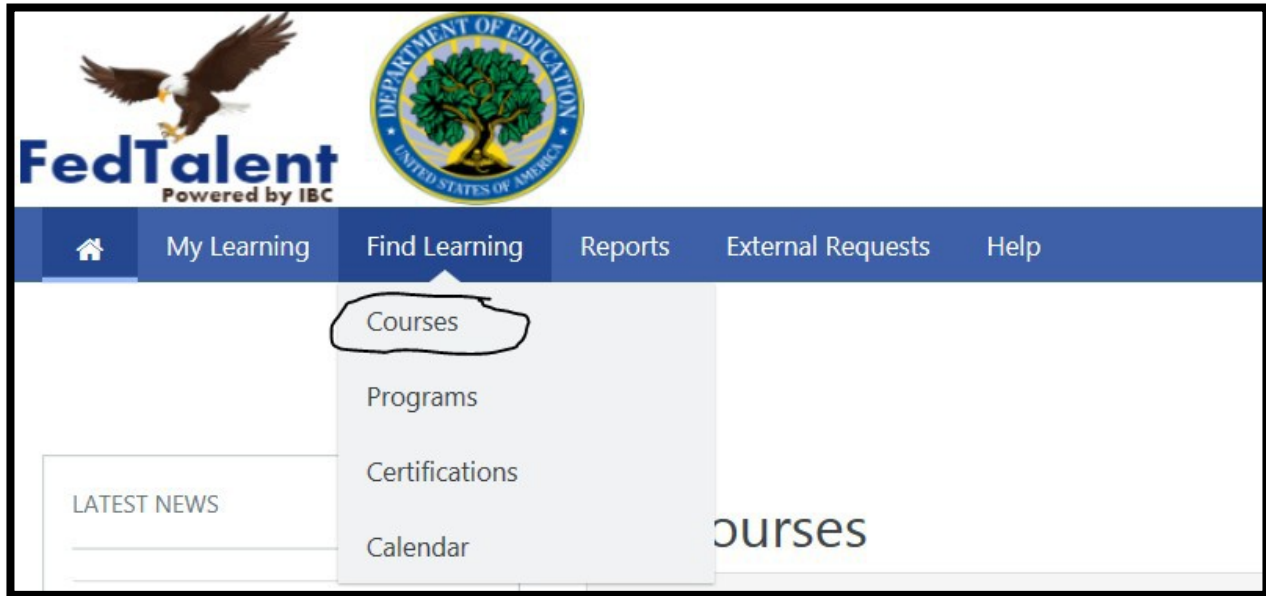 FedTalent
Powered by IBC
DEPARTMENT OF EDUCATION
UNITED STATES OF AMERICA
My Learning Find Learning Reports External Requests Help
Courses
Programs
Certifications
LATEST NEWS
ourses
Calendar